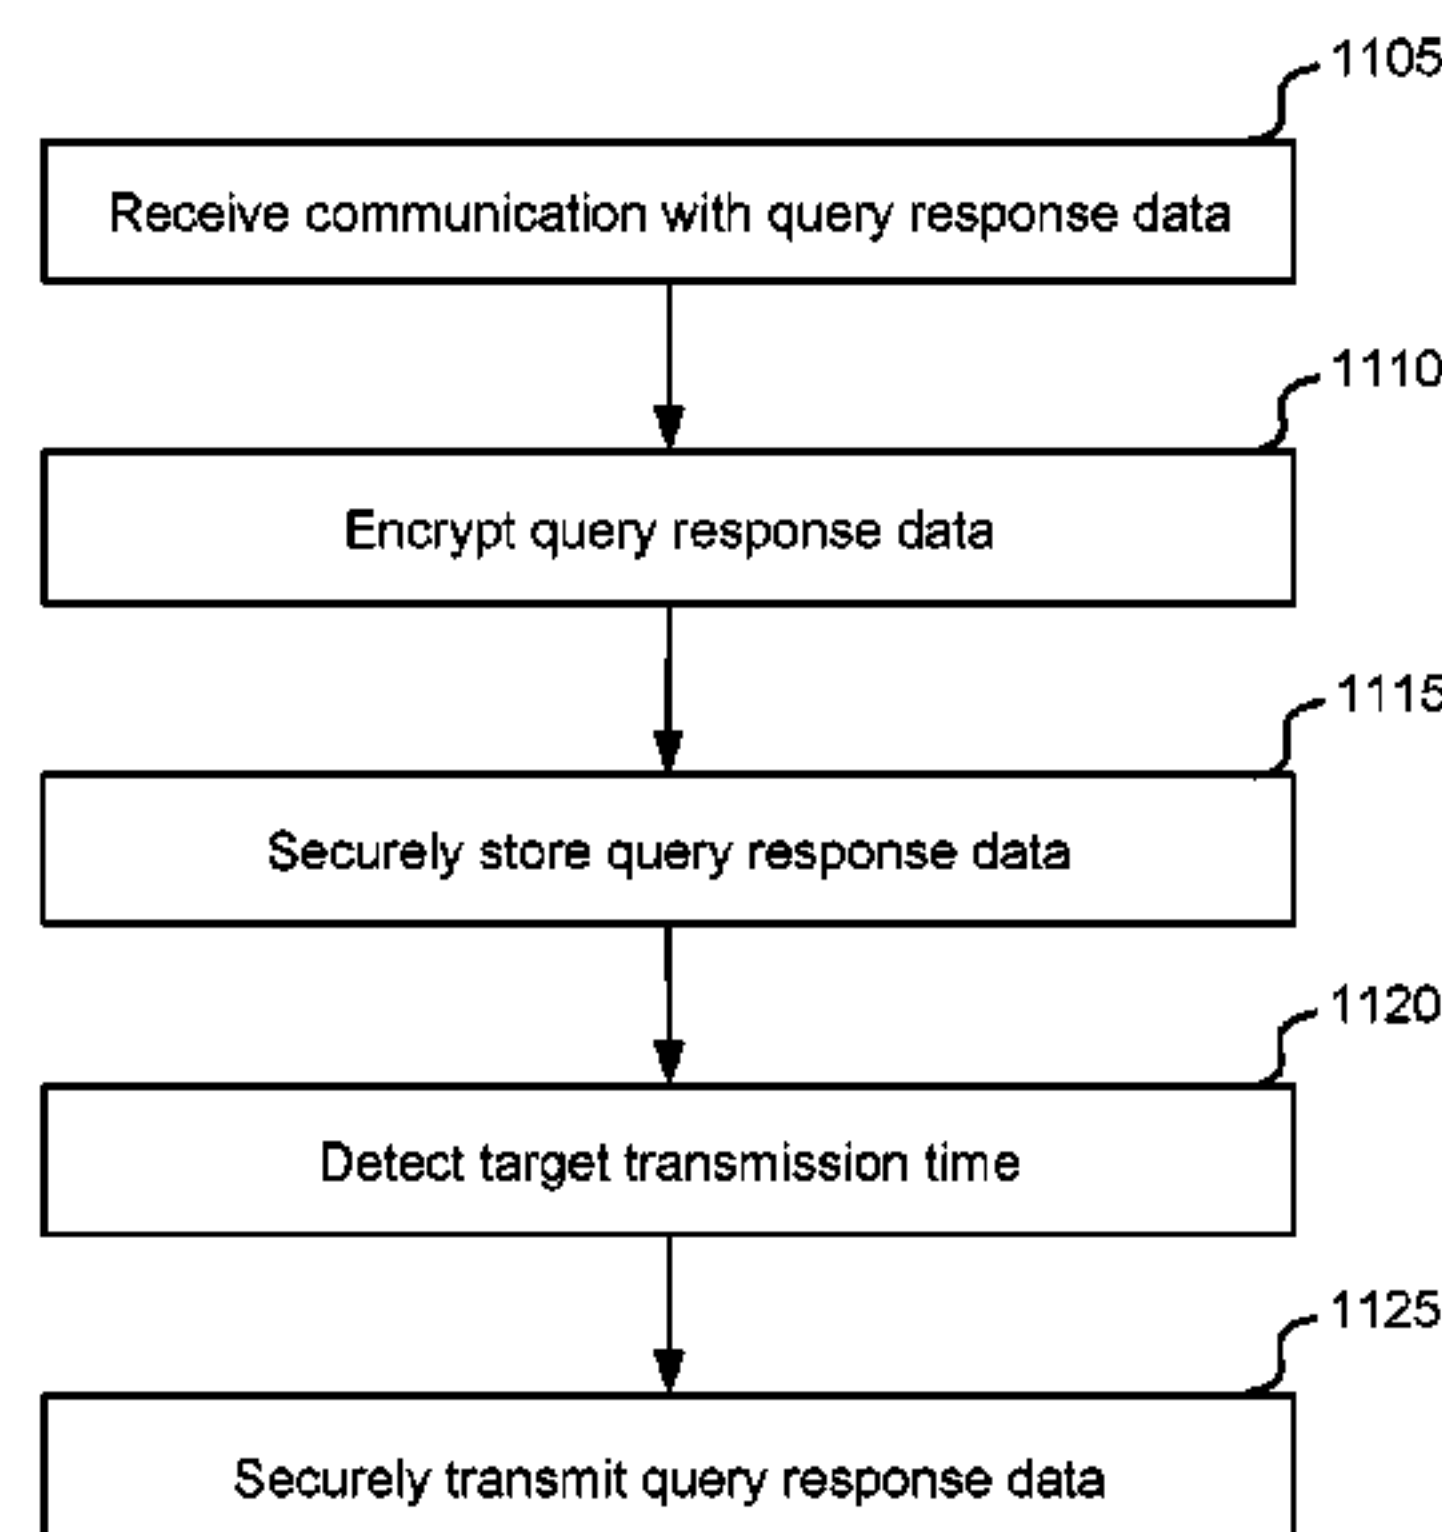 1105
Receive communication with query response data
1110
Encrypt query response data
1115
Securely store query response data
1120
Detect target transmission time
1125
Securely transmit query response data